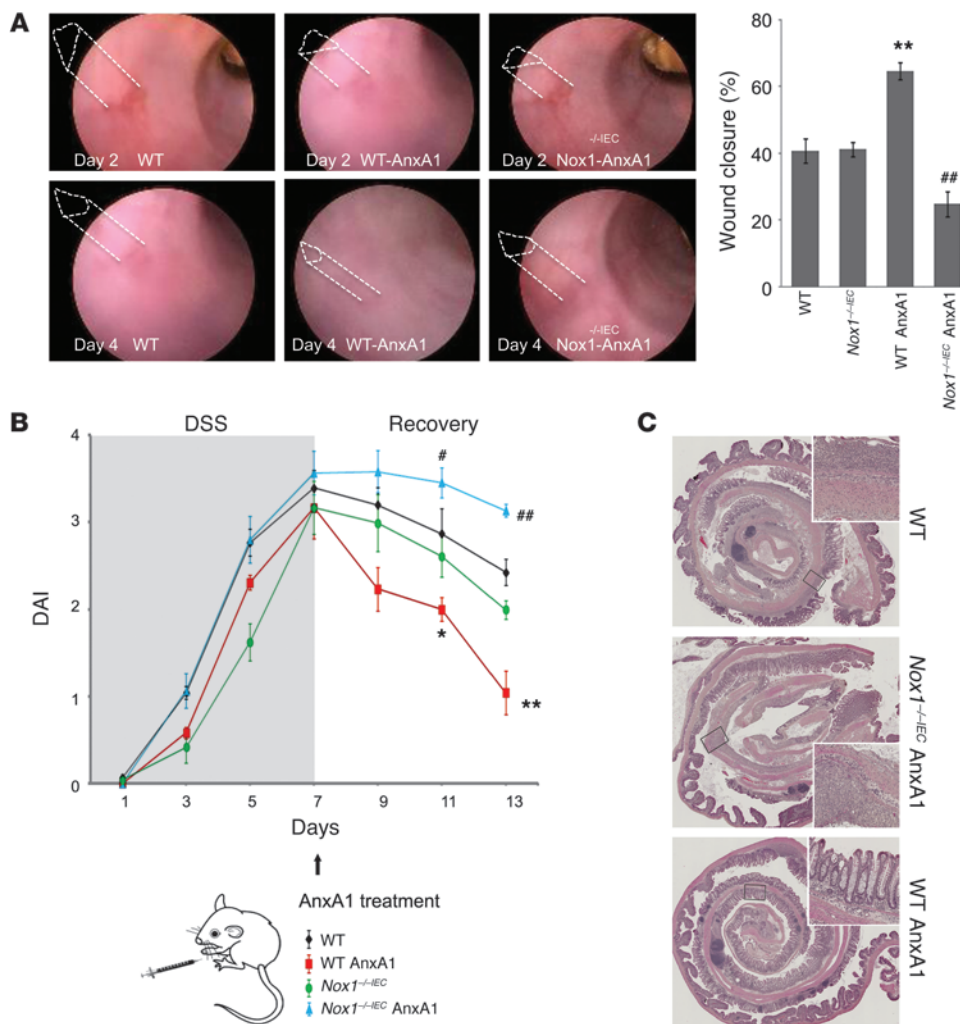 A
Day 2 WT
Day 2 WT-AnxA1
-/-IEC
Day 2 Nox1-AnxA1
Day 4 WT
Day 4 WT-AnxA1
-/-IEC
Day 4 Nox1-AnxA1
Wound closure (%)
80
60
40
20
0
**
##
WT
Nox1–/–IEC
WT AnxA1
Nox1–/–IEC AnxA1
B
DSS
Recovery
DAI
4
3
2
1
0
#
##
*
**
1 3 5 7 9 11 13
Days
AnxA1 treatment
WT
WT AnxA1
Nox1–/–IEC
Nox1–/–IEC AnxA1
C
WT
Nox1–/–IEC AnxA1
WT AnxA1